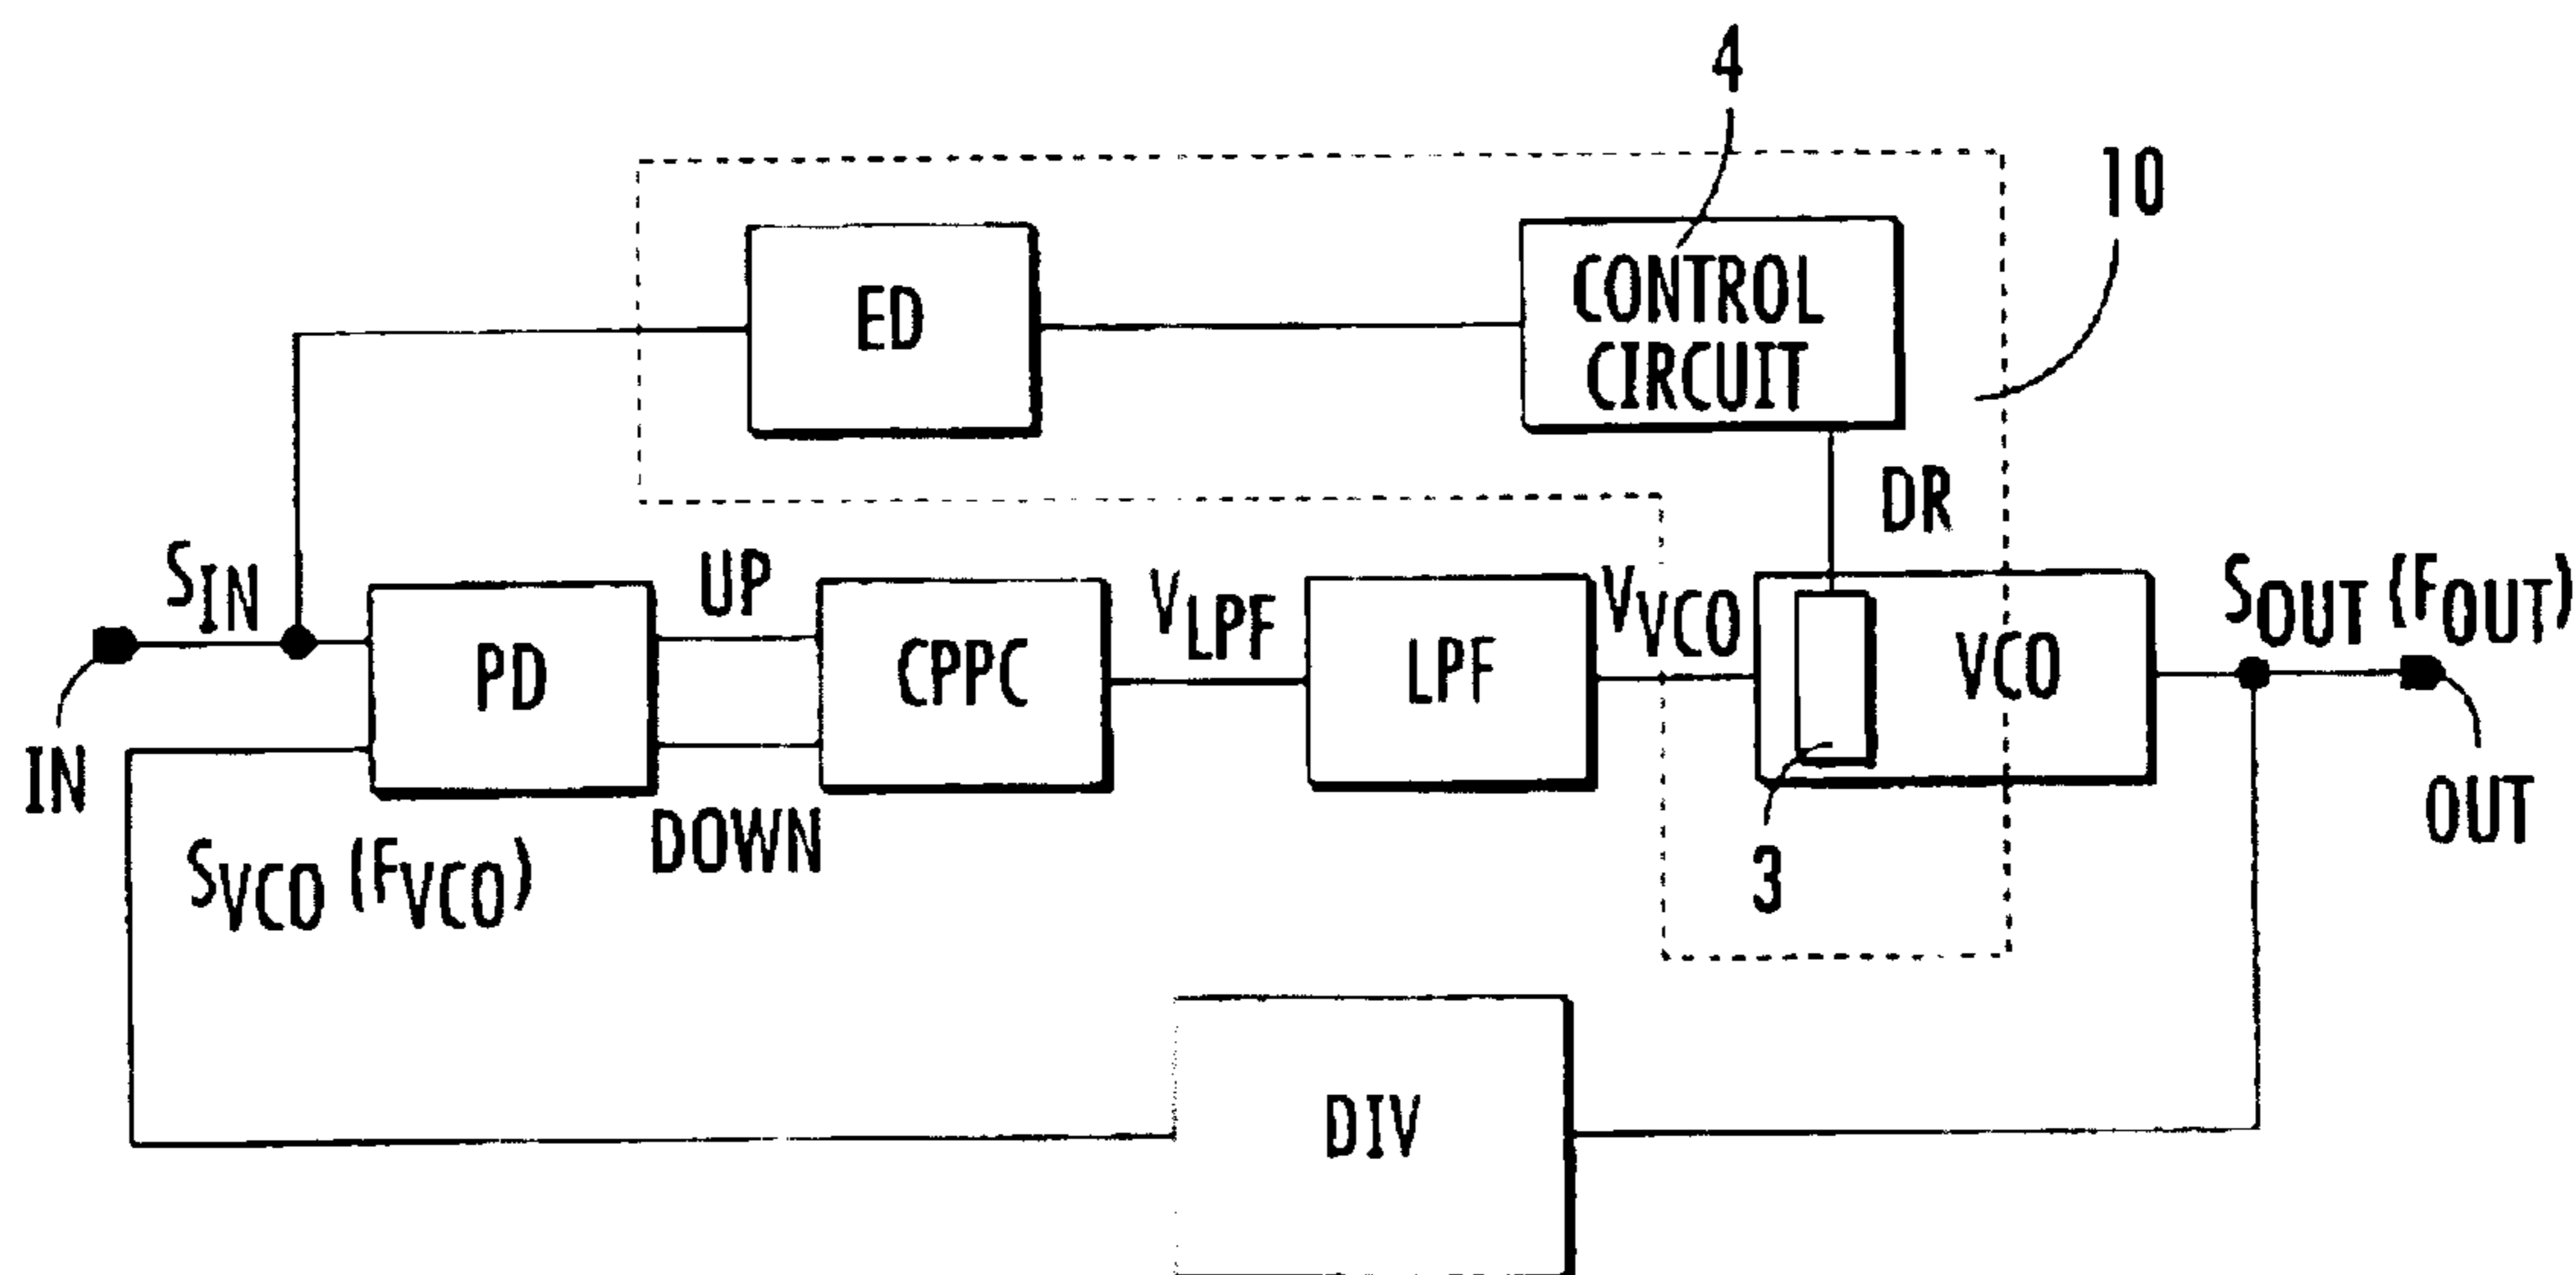 4
10
ED
CONTROL
CIRCUIT
DR
SIN
UP
VLPF
VVCO
SOUT (FOUT)
PD
CPPC
LPF
VCO
IN
DOWN
OUT
SVCO (FVCO)
3
DIV